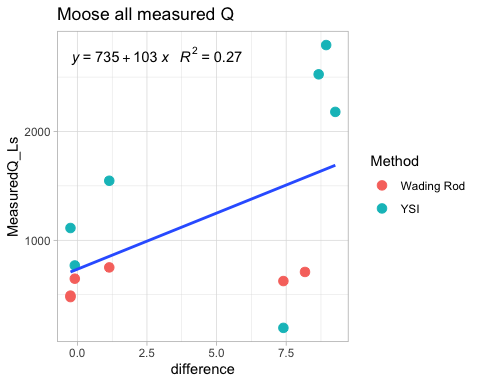 Moose all measured Q
y = 735 + 103 x R² = 0.27
MeasuredQ_Ls
2000
1000
0.0 2.5 5.0 7.5
difference
Method
Wading Rod
YSI